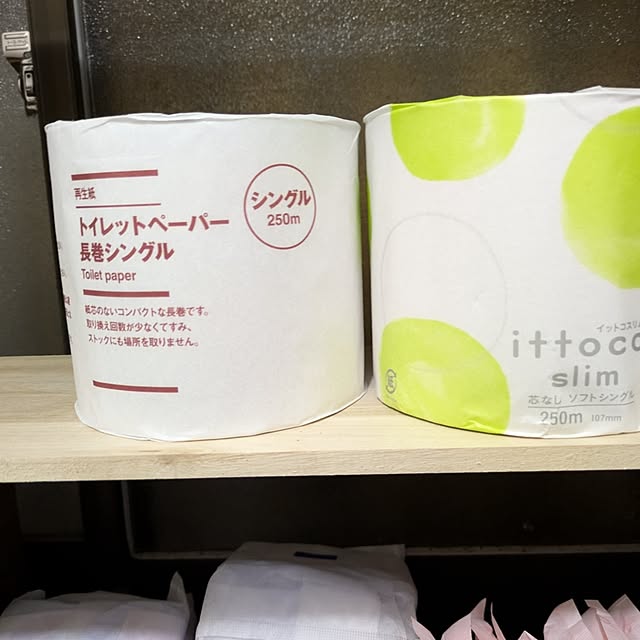 再生紙
トイレットペーパー
長巻シングル
Toilet paper
紙芯のないコンパクトな長巻です。
取り換え回数が少なくてすみ、
ストックにも場所を取りません。
シングル
250m
イットコスリム
ittoco
slim
芯なし ソフトシングル
250m 107mm